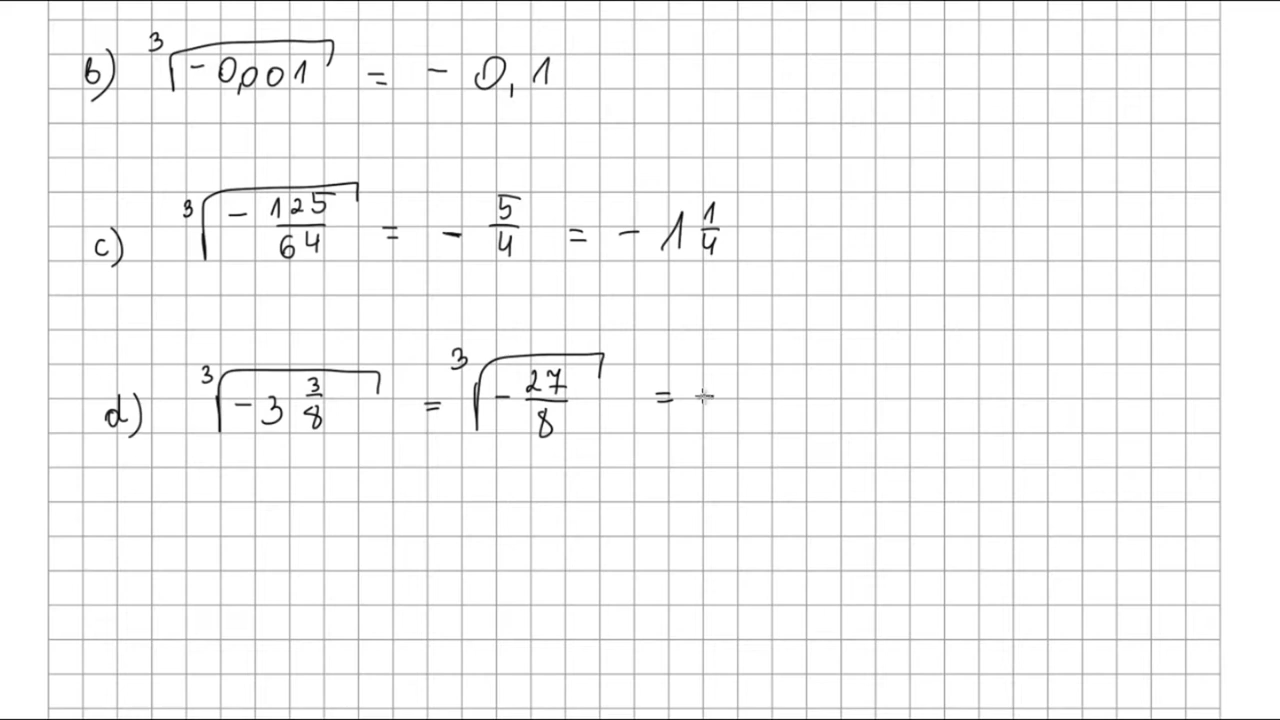 b) ∛(-0,001) = - 0,1
c) ∛(-125/64) = - 5/4 = - 1 1/4
d) ∛(-3 3/8) = ∛(-27/8) = -